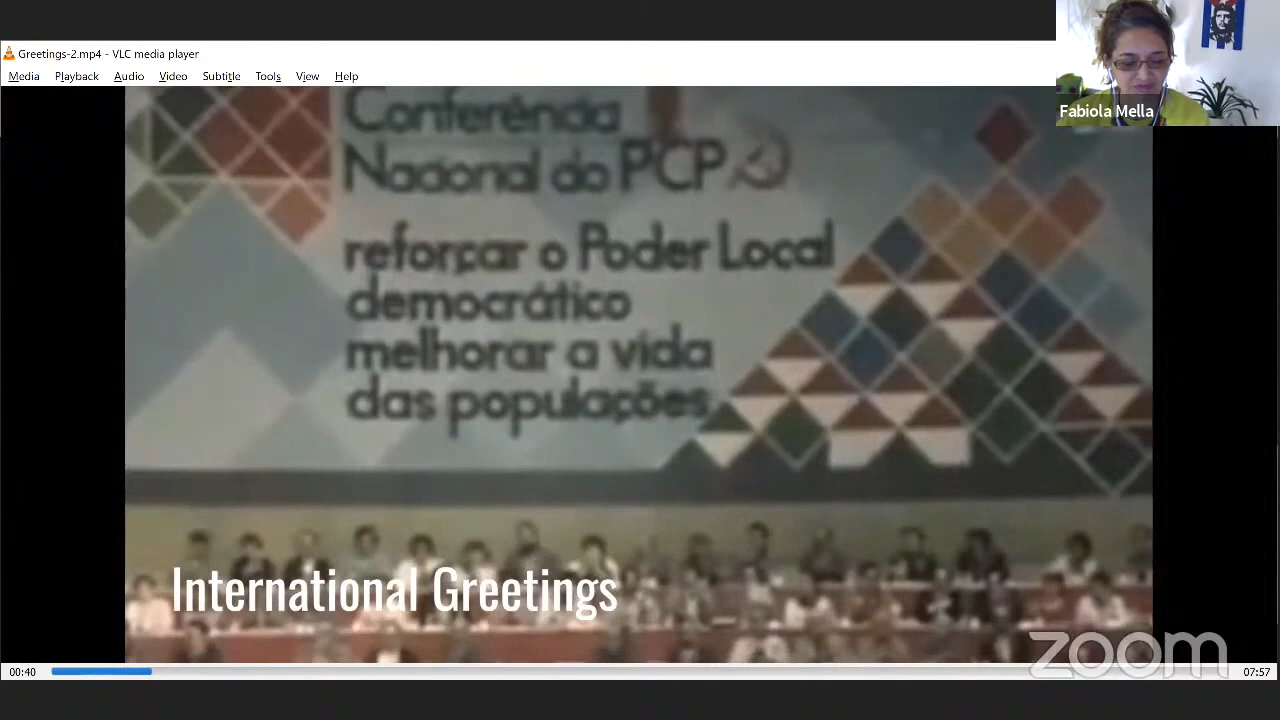 Greetings-2.mp4 - VLC media player
Media Playback Audio Video Subtitle Tools View Help
Fabiola Mella
Conferência
Nacional do PCP
reforçar o Poder Local
democrático
melhorar a vida
das populações
International Greetings
zoom
00:40
07:57